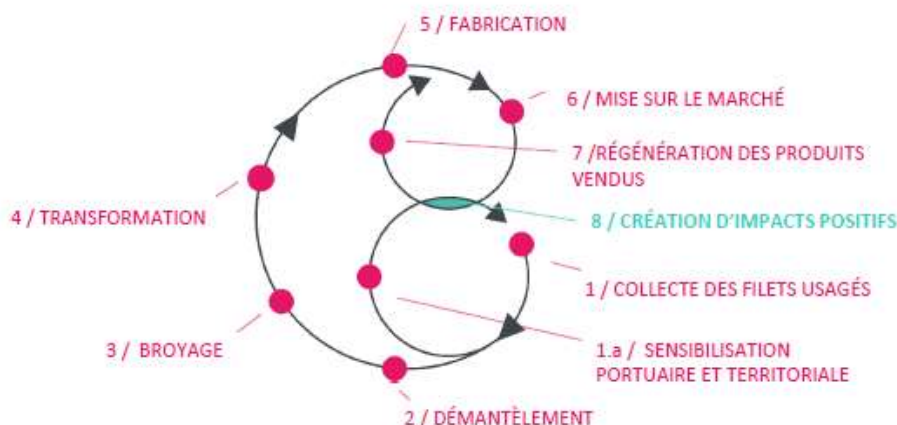 5 / FABRICATION
6 / MISE SUR LE MARCHÉ
7 /RÉGÉNÉRATION DES PRODUITS
VENDUS
4 / TRANSFORMATION
8 / CRÉATION D'IMPACTS POSITIFS
1 / COLLECTE DES FILETS USAGÉS
3 / BROYAGE
1.a / SENSIBILISATION
PORTUAIRE ET TERRITORIALE
2 / DÉMANTÈLEMENT